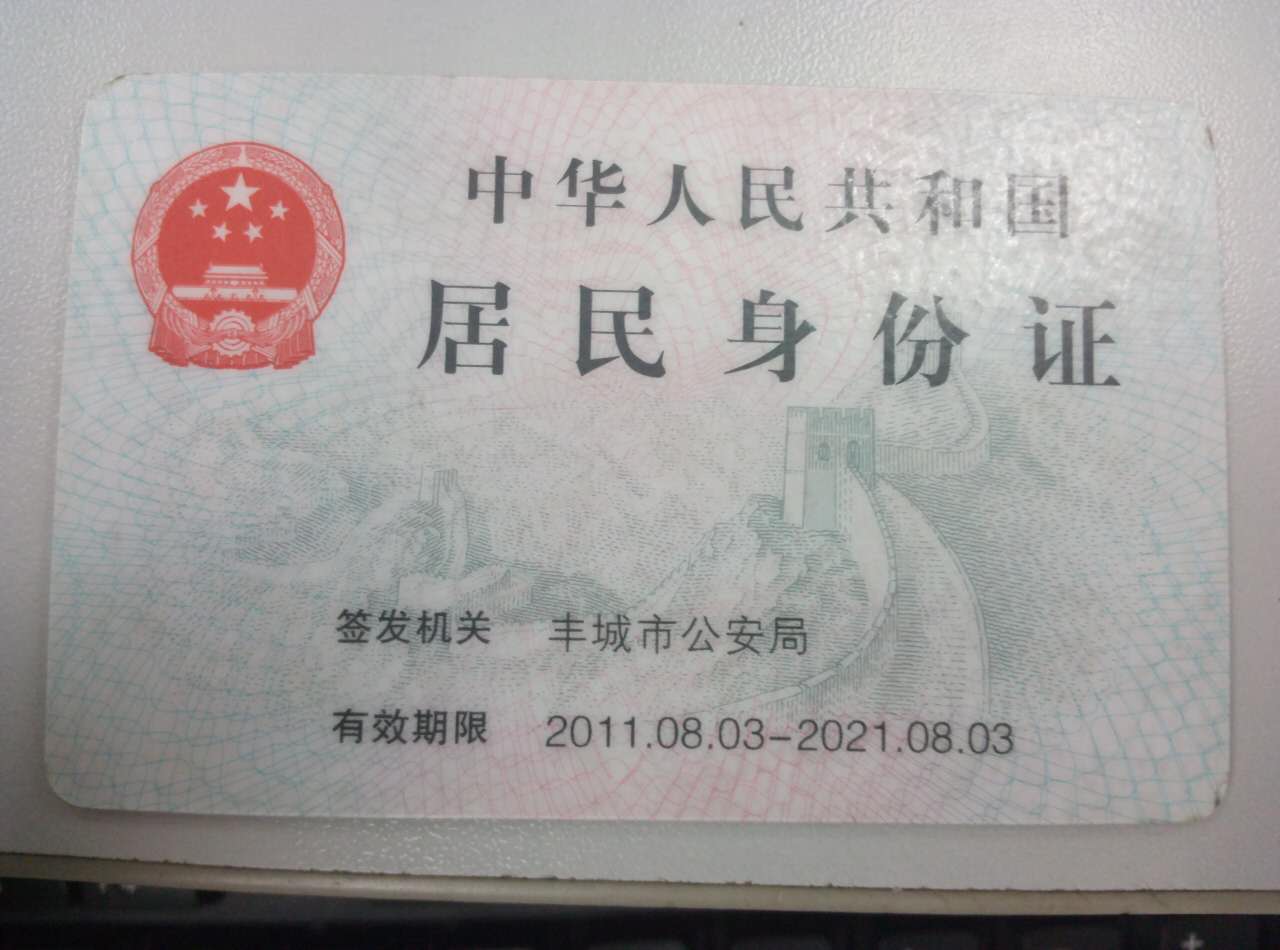 中华人民共和国
居民身份证
签发机关 丰城市公安局
有效期限 2011.08.03-2021.08.03